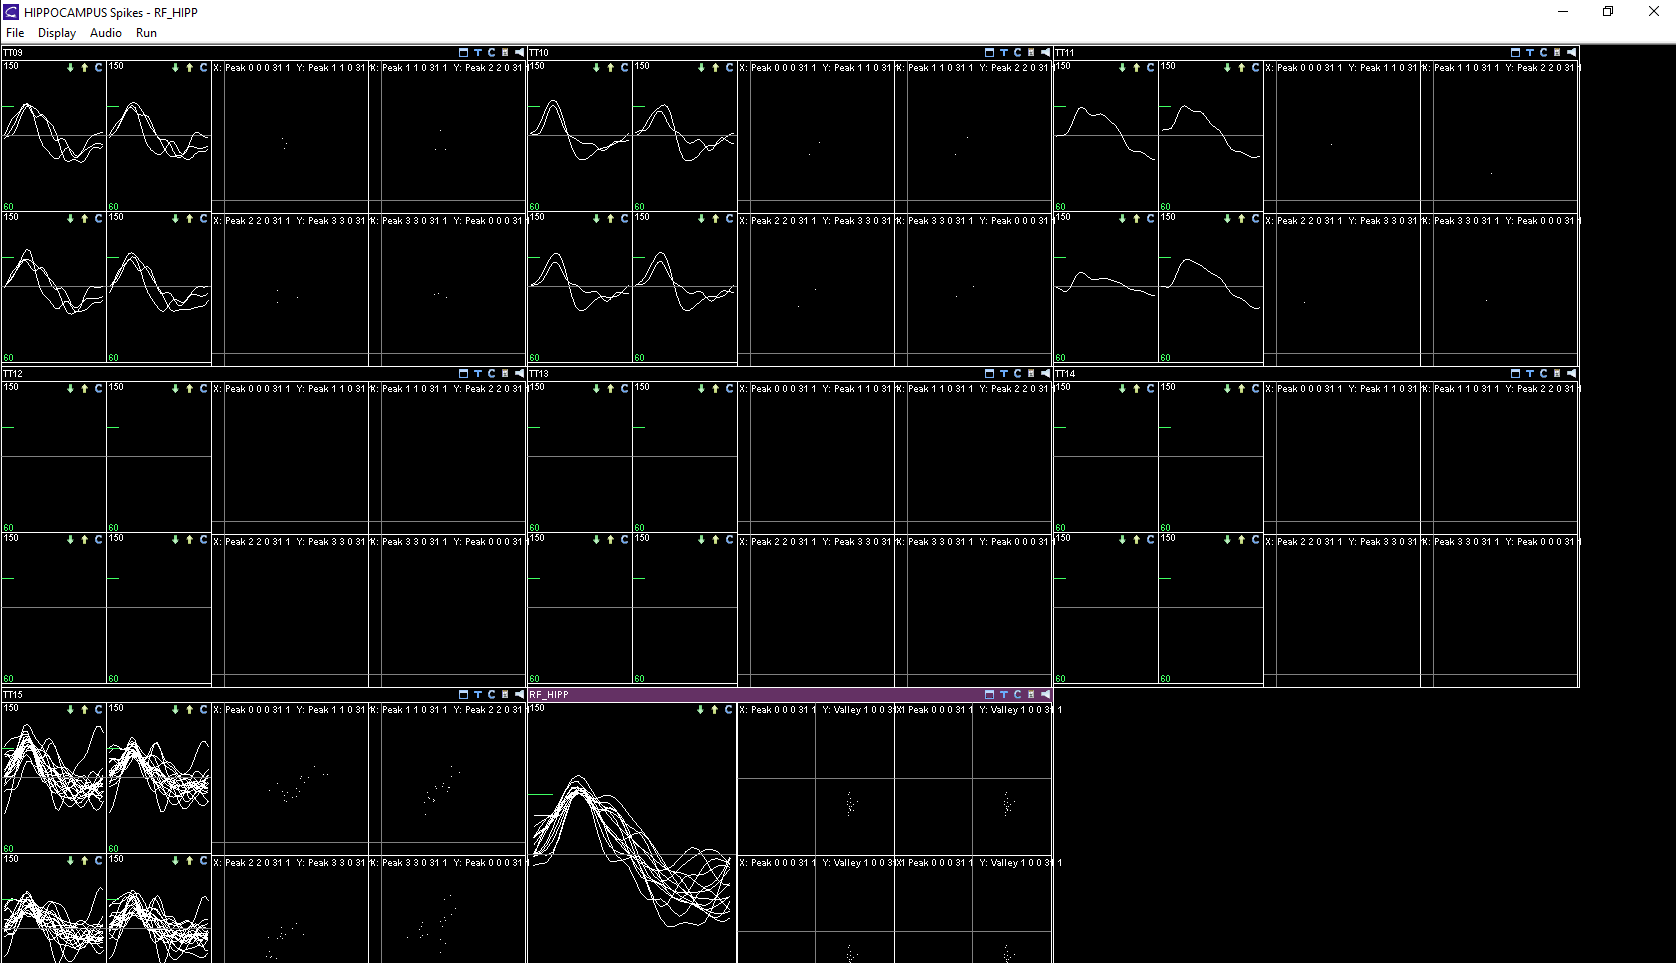 HIPPOCAMPUS Spikes - RF_HIPP
File Display Audio Run
TT09 T C TT10 T C TT11 T C
150 C 150 C X: Peak 0 0 0 31 1 Y: Peak 1 1 0 31 X: Peak 1 1 0 31 1 Y: Peak 2 2 0 31 150 C 150 C X: Peak 0 0 0 31 1 Y: Peak 1 1 0 31 X: Peak 1 1 0 31 1 Y: Peak 2 2 0 31 150 C 150 C X: Peak 0 0 0 31 1 Y: Peak 1 1 0 31 X: Peak 1 1 0 31 1 Y: Peak 2 2 0 31
60 60 60 60 60 60
150 C 150 C X: Peak 2 2 0 31 1 Y: Peak 3 3 0 31 X: Peak 3 3 0 31 1 Y: Peak 0 0 0 31 150 C 150 C X: Peak 2 2 0 31 1 Y: Peak 3 3 0 31 X: Peak 3 3 0 31 1 Y: Peak 0 0 0 31 150 C 150 C X: Peak 2 2 0 31 1 Y: Peak 3 3 0 31 X: Peak 3 3 0 31 1 Y: Peak 0 0 0 31
60 60 60 60 60 60
TT12 T C TT13 T C TT14 T C
150 C 150 C X: Peak 0 0 0 31 1 Y: Peak 1 1 0 31 X: Peak 1 1 0 31 1 Y: Peak 2 2 0 31 150 C 150 C X: Peak 0 0 0 31 1 Y: Peak 1 1 0 31 X: Peak 1 1 0 31 1 Y: Peak 2 2 0 31 150 C 150 C X: Peak 0 0 0 31 1 Y: Peak 1 1 0 31 X: Peak 1 1 0 31 1 Y: Peak 2 2 0 31
60 60 60 60 60 60
150 C 150 C X: Peak 2 2 0 31 1 Y: Peak 3 3 0 31 X: Peak 3 3 0 31 1 Y: Peak 0 0 0 31 150 C 150 C X: Peak 2 2 0 31 1 Y: Peak 3 3 0 31 X: Peak 3 3 0 31 1 Y: Peak 0 0 0 31 150 C 150 C X: Peak 2 2 0 31 1 Y: Peak 3 3 0 31 X: Peak 3 3 0 31 1 Y: Peak 0 0 0 31
60 60 60 60 60 60
TT15 T C RF_HIPP T C
150 C 150 C X: Peak 0 0 0 31 1 Y: Peak 1 1 0 31 X: Peak 1 1 0 31 1 Y: Peak 2 2 0 31 150 C X: Peak 0 0 0 31 1 Y: Valley 1 0 0 31 X: Peak 0 0 0 31 1 Y: Valley 1 0 0 31 1
60 60
150 C 150 C X: Peak 2 2 0 31 1 Y: Peak 3 3 0 31 X: Peak 3 3 0 31 1 Y: Peak 0 0 0 31 X: Peak 0 0 0 31 1 Y: Valley 1 0 0 31 X: Peak 0 0 0 31 1 Y: Valley 1 0 0 31 1